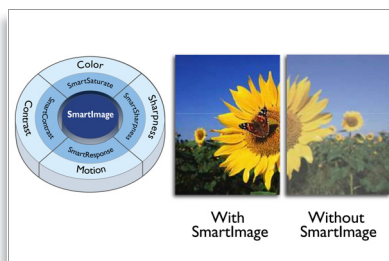 Color
SmartSaturate
Contrast
SmartContrast
SmartImage
SmartSharpness
Sharpness
SmartResponse
Motion
With
SmartImage
Without
SmartImage